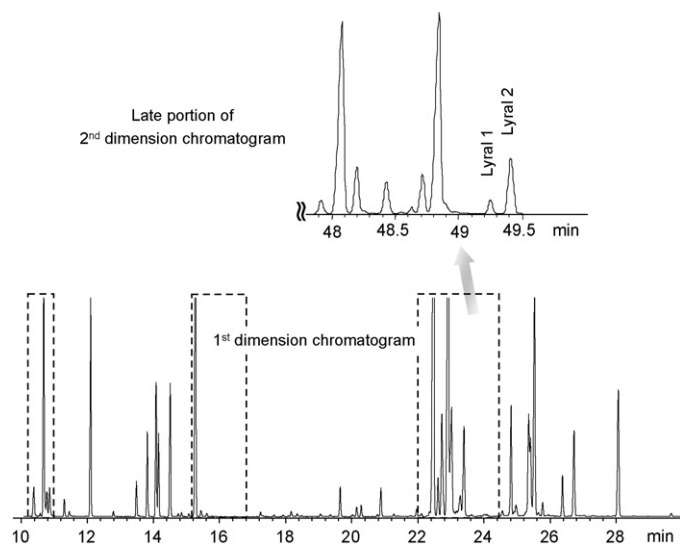 Late portion of
2nd dimension chromatogram
Lyral 1
Lyral 2
48 48.5 49 49.5 min
1st dimension chromatogram
10 12 14 16 18 20 22 24 26 28 min